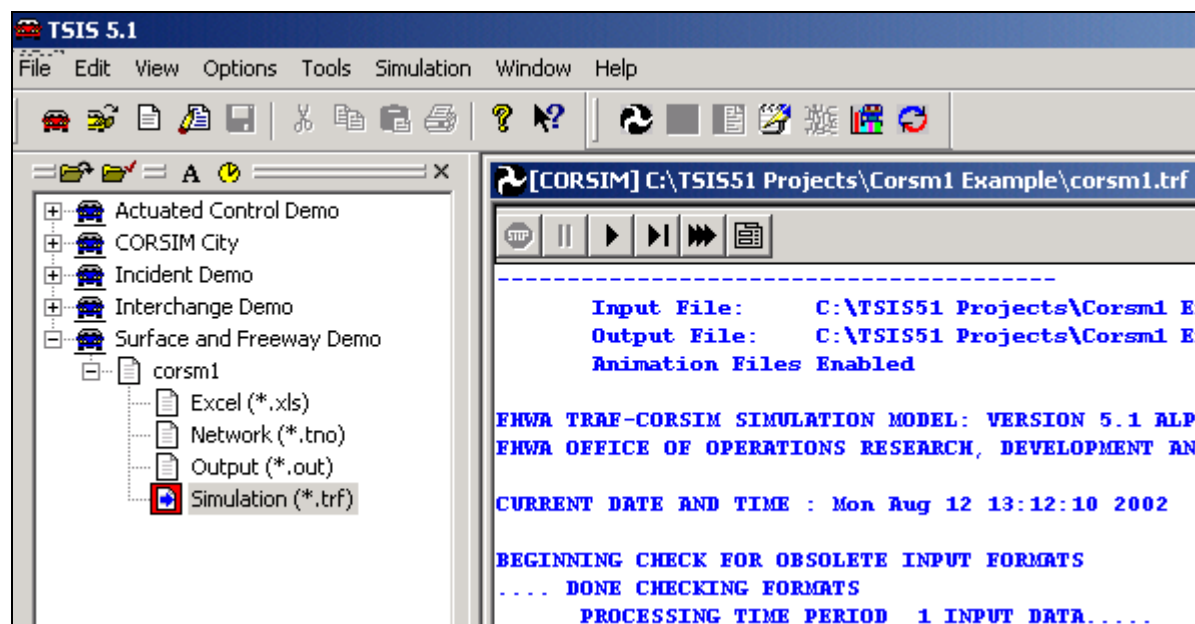 TSIS 5.1
File Edit View Options Tools Simulation Window Help
A
Actuated Control Demo
CORSIM City
Incident Demo
Interchange Demo
Surface and Freeway Demo
corsm1
Excel (*.xls)
Network (*.tno)
Output (*.out)
Simulation (*.trf)
[CORSIM] C:\TSIS51 Projects\Corsm1 Example\corsm1.trf
STOP
----------------------------------------
Input File: C:\TSIS51 Projects\Corsm1 E
Output File: C:\TSIS51 Projects\Corsm1 E
Animation Files Enabled
FHWA TRAF-CORSIM SIMULATION MODEL: VERSION 5.1 ALP
FHWA OFFICE OF OPERATIONS RESEARCH, DEVELOPMENT AN
CURRENT DATE AND TIME : Mon Aug 12 13:12:10 2002
BEGINNING CHECK FOR OBSOLETE INPUT FORMATS
.... DONE CHECKING FORMATS
PROCESSING TIME PERIOD 1 INPUT DATA.....